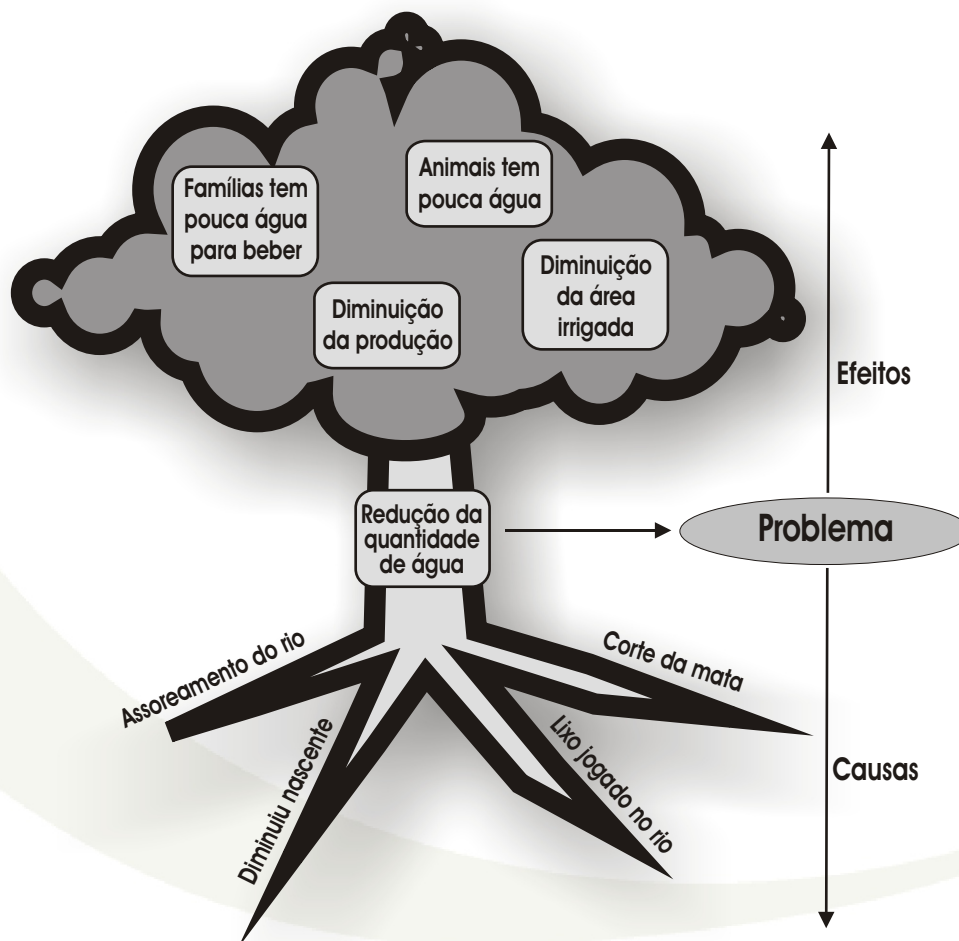 Famílias tem
pouca água
para beber
Animais tem
pouca água
Diminuição
da produção
Diminuição
da área
irrigada
Efeitos
Redução da
quantidade
de água
Problema
Assoreamento do rio
Diminuiu nascente
Lixo jogado no rio
Corte da mata
Causas